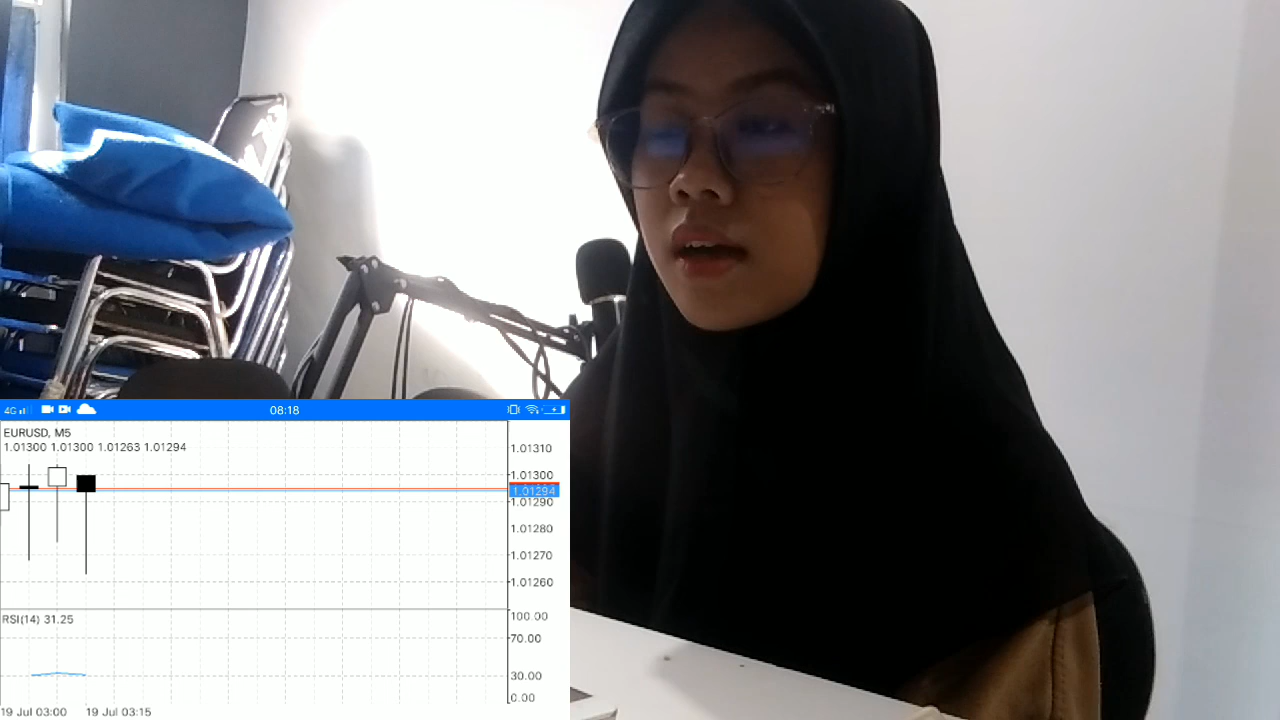 4G 08:18
EURUSD, M5
1.01300 1.01300 1.01263 1.01294
1.01310
1.01300
1.01294
1.01290
1.01280
1.01270
1.01260
RSI(14) 31.25
100.00
70.00
30.00
0.00
19 Jul 03:00 19 Jul 03:15